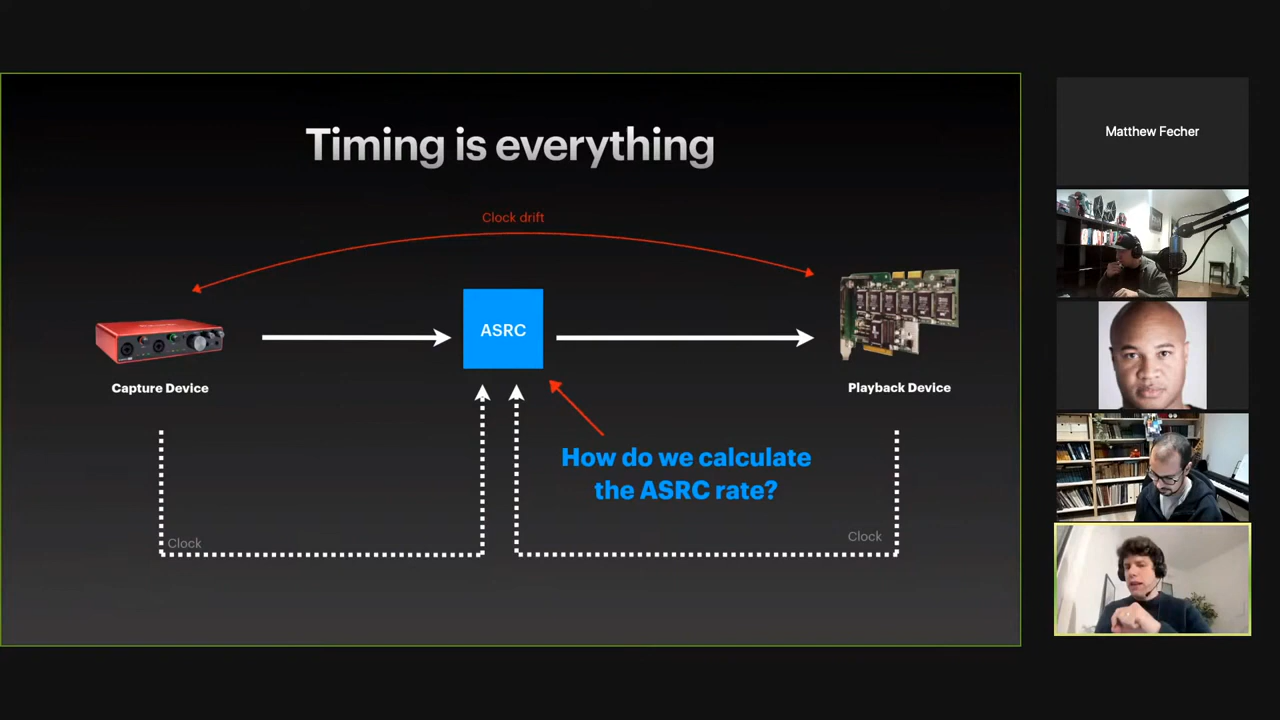 Timing is everything
Matthew Fecher
Clock drift
ASRC
Capture Device
Playback Device
How do we calculate
the ASRC rate?
Clock
Clock